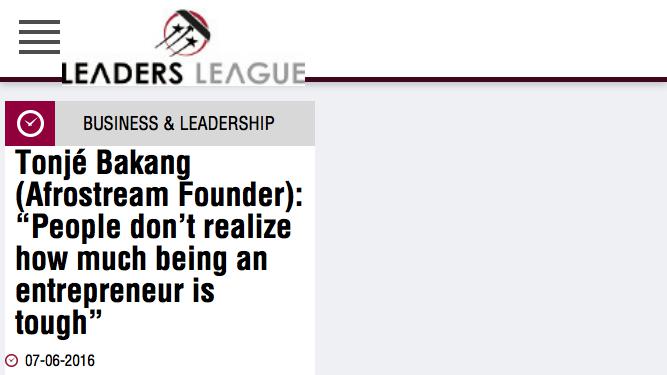 LEADERS LEAGUE
BUSINESS & LEADERSHIP
Tonjé Bakang
(Afrostream Founder):
“People don’t realize
how much being an
entrepreneur is
tough”
07-06-2016